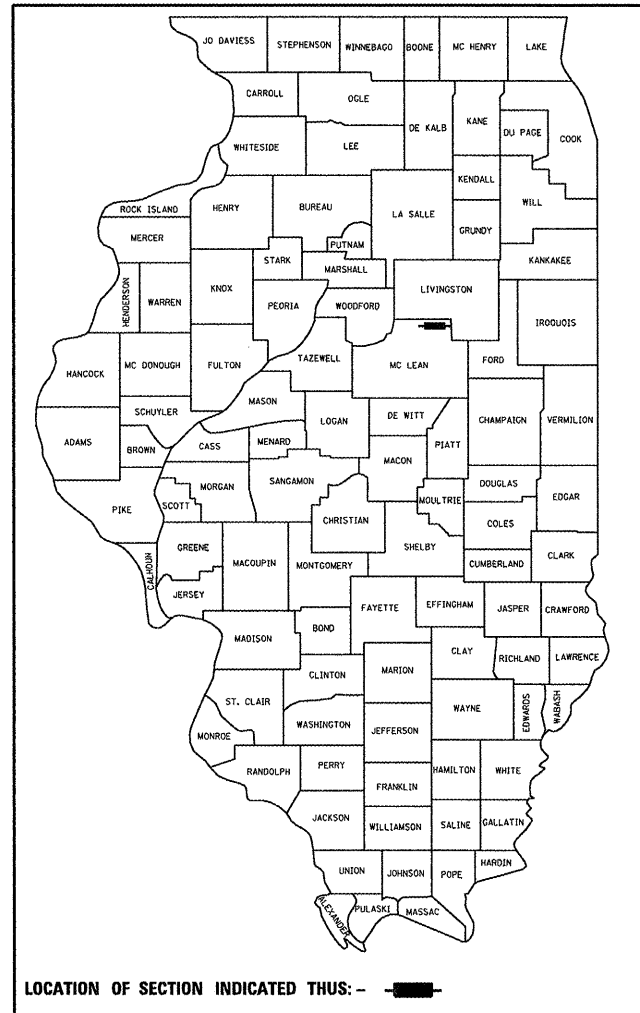 JO DAVIESS STEPHENSON WINNEBAGO BOONE MC HENRY LAKE
CARROLL OGLE DE KALB KANE DU PAGE COOK
WHITESIDE LEE KENDALL WILL
ROCK ISLAND HENRY BUREAU LA SALLE GRUNDY
MERCER PUTNAM KANKAKEE
STARK MARSHALL LIVINGSTON
HENDERSON WARREN KNOX PEORIA WOODFORD IROQUOIS
HANCOCK MC DONOUGH FULTON TAZEWELL MC LEAN FORD
SCHUYLER MASON LOGAN DE WITT CHAMPAIGN VERMILION
ADAMS BROWN CASS MENARD MACON PIATT
PIKE SCOTT MORGAN SANGAMON CHRISTIAN MOULTRIE DOUGLAS EDGAR
COLES
CALHOUN GREENE MACOUPIN MONTGOMERY SHELBY CUMBERLAND CLARK
JERSEY FAYETTE EFFINGHAM JASPER CRAWFORD
MADISON BOND
CLINTON MARION CLAY RICHLAND LAWRENCE
ST. CLAIR WASHINGTON JEFFERSON WAYNE EDWARDS WABASH
MONROE
RANDOLPH PERRY FRANKLIN HAMILTON WHITE
JACKSON WILLIAMSON SALINE GALLATIN
UNION JOHNSON POPE HARDIN
ALEXANDER PULASKI MASSAC
LOCATION OF SECTION INDICATED THUS: –